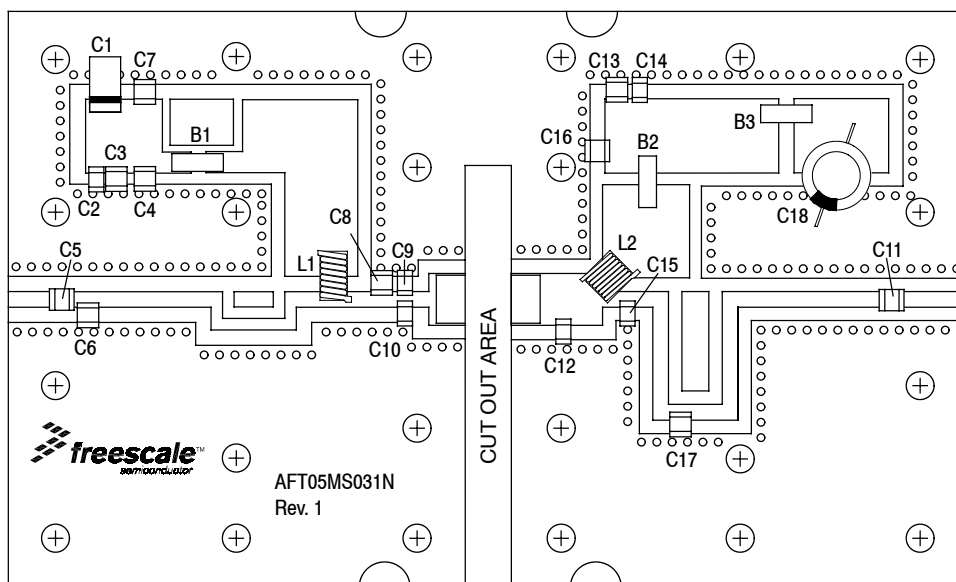 C1
C7
C13
C14
B1
C16
B2
B3
C3
C2
C4
C8
C18
C5
L1
C9
L2
C15
C11
C6
C10
C12
CUT OUT AREA
C17
freescale™
semiconductor
AFT05MS031N
Rev. 1